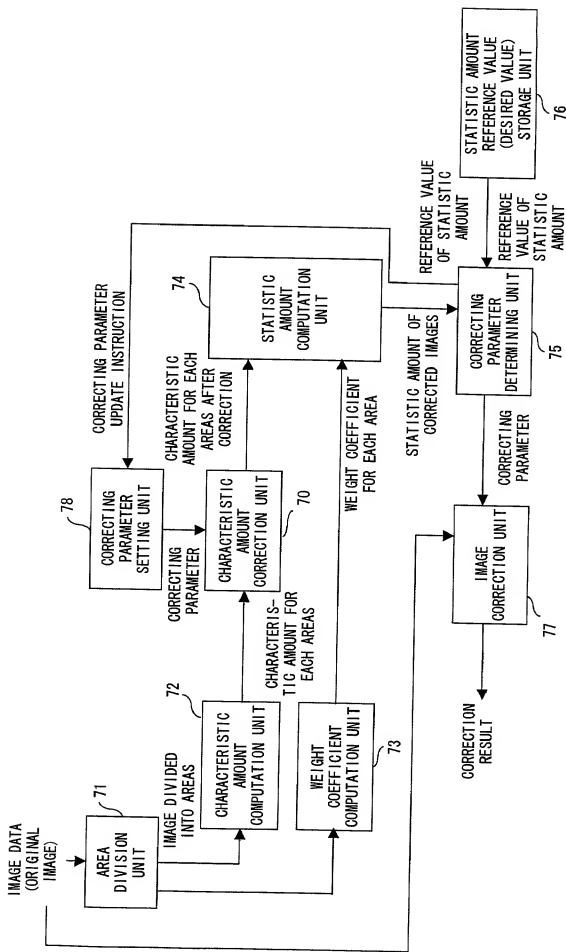 IMAGE DATA
(ORIGINAL
IMAGE)
71
AREA
DIVISION
UNIT
IMAGE DIVIDED
INTO AREAS
72
CHARACTERISTIC
AMOUNT
COMPUTATION UNIT
WEIGHT
COEFFICIENT
COMPUTATION UNIT
73
CHARACTERIS-
TIC AMOUNT FOR
EACH AREAS
78
CORRECTING
PARAMETER
SETTING UNIT
CORRECTING
PARAMETER
CHARACTERISTIC
AMOUNT
CORRECTION UNIT
70
CORRECTING PARAMETER
UPDATE INSTRUCTION
CHARACTERISTIC
AMOUNT FOR EACH
AREAS AFTER
CORRECTION
WEIGHT COEFFICIENT
FOR EACH AREA
74
STATISTIC
AMOUNT
COMPUTATION
UNIT
STATISTIC AMOUNT OF
CORRECTED IMAGES
REFERENCE VALUE
OF STATISTIC
AMOUNT
REFERENCE
VALUE OF
STATISTIC
AMOUNT
STATISTIC AMOUNT
REFERENCE VALUE
(DESIRED VALUE)
STORAGE UNIT
76
CORRECTING
PARAMETER
DETERMINING UNIT
75
CORRECTING
PARAMETER
IMAGE
CORRECTION UNIT
77
CORRECTION
RESULT